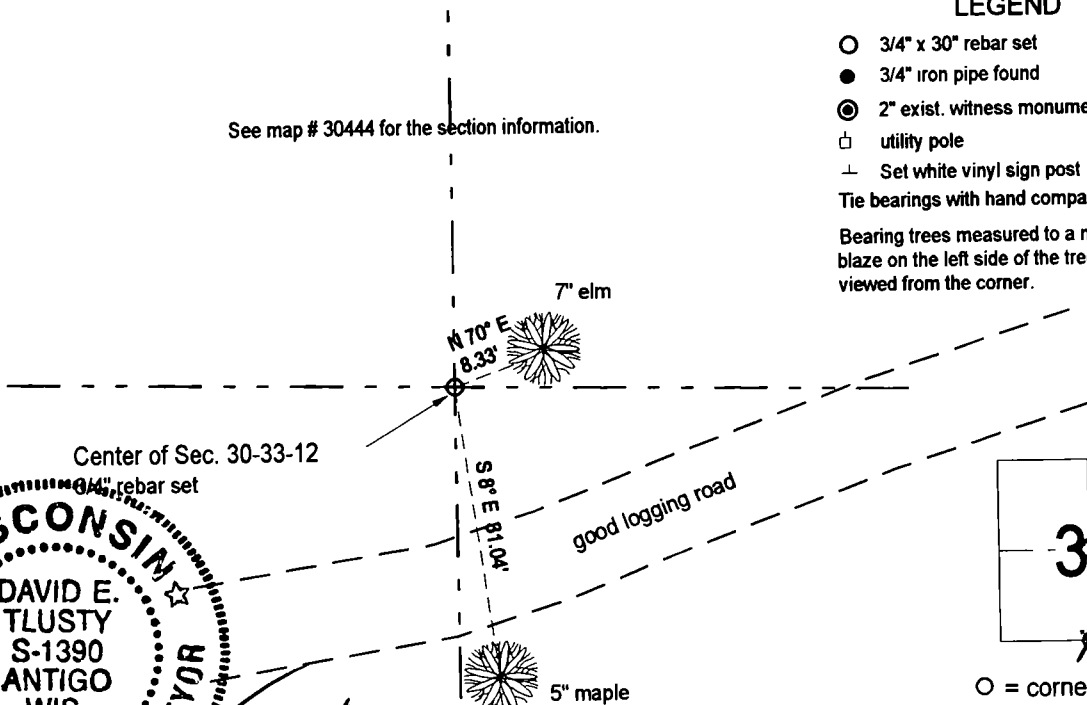 LEGEND
3/4" x 30" rebar set
3/4" iron pipe found
2" exist. witness monume
utility pole
Set white vinyl sign post
Tie bearings with hand compa
Bearing trees measured to a
blaze on the left side of the tre
viewed from the corner.
See map # 30444 for the section information.
7" elm
N 70° E
8.33'
Center of Sec. 30-33-12
3/4" rebar set
S 8° E 81.04'
good logging road
5" maple
SCONSIN
DAVID E.
TLUSTY
S-1390
ANTIGO
WIS
YOR
3
= corne